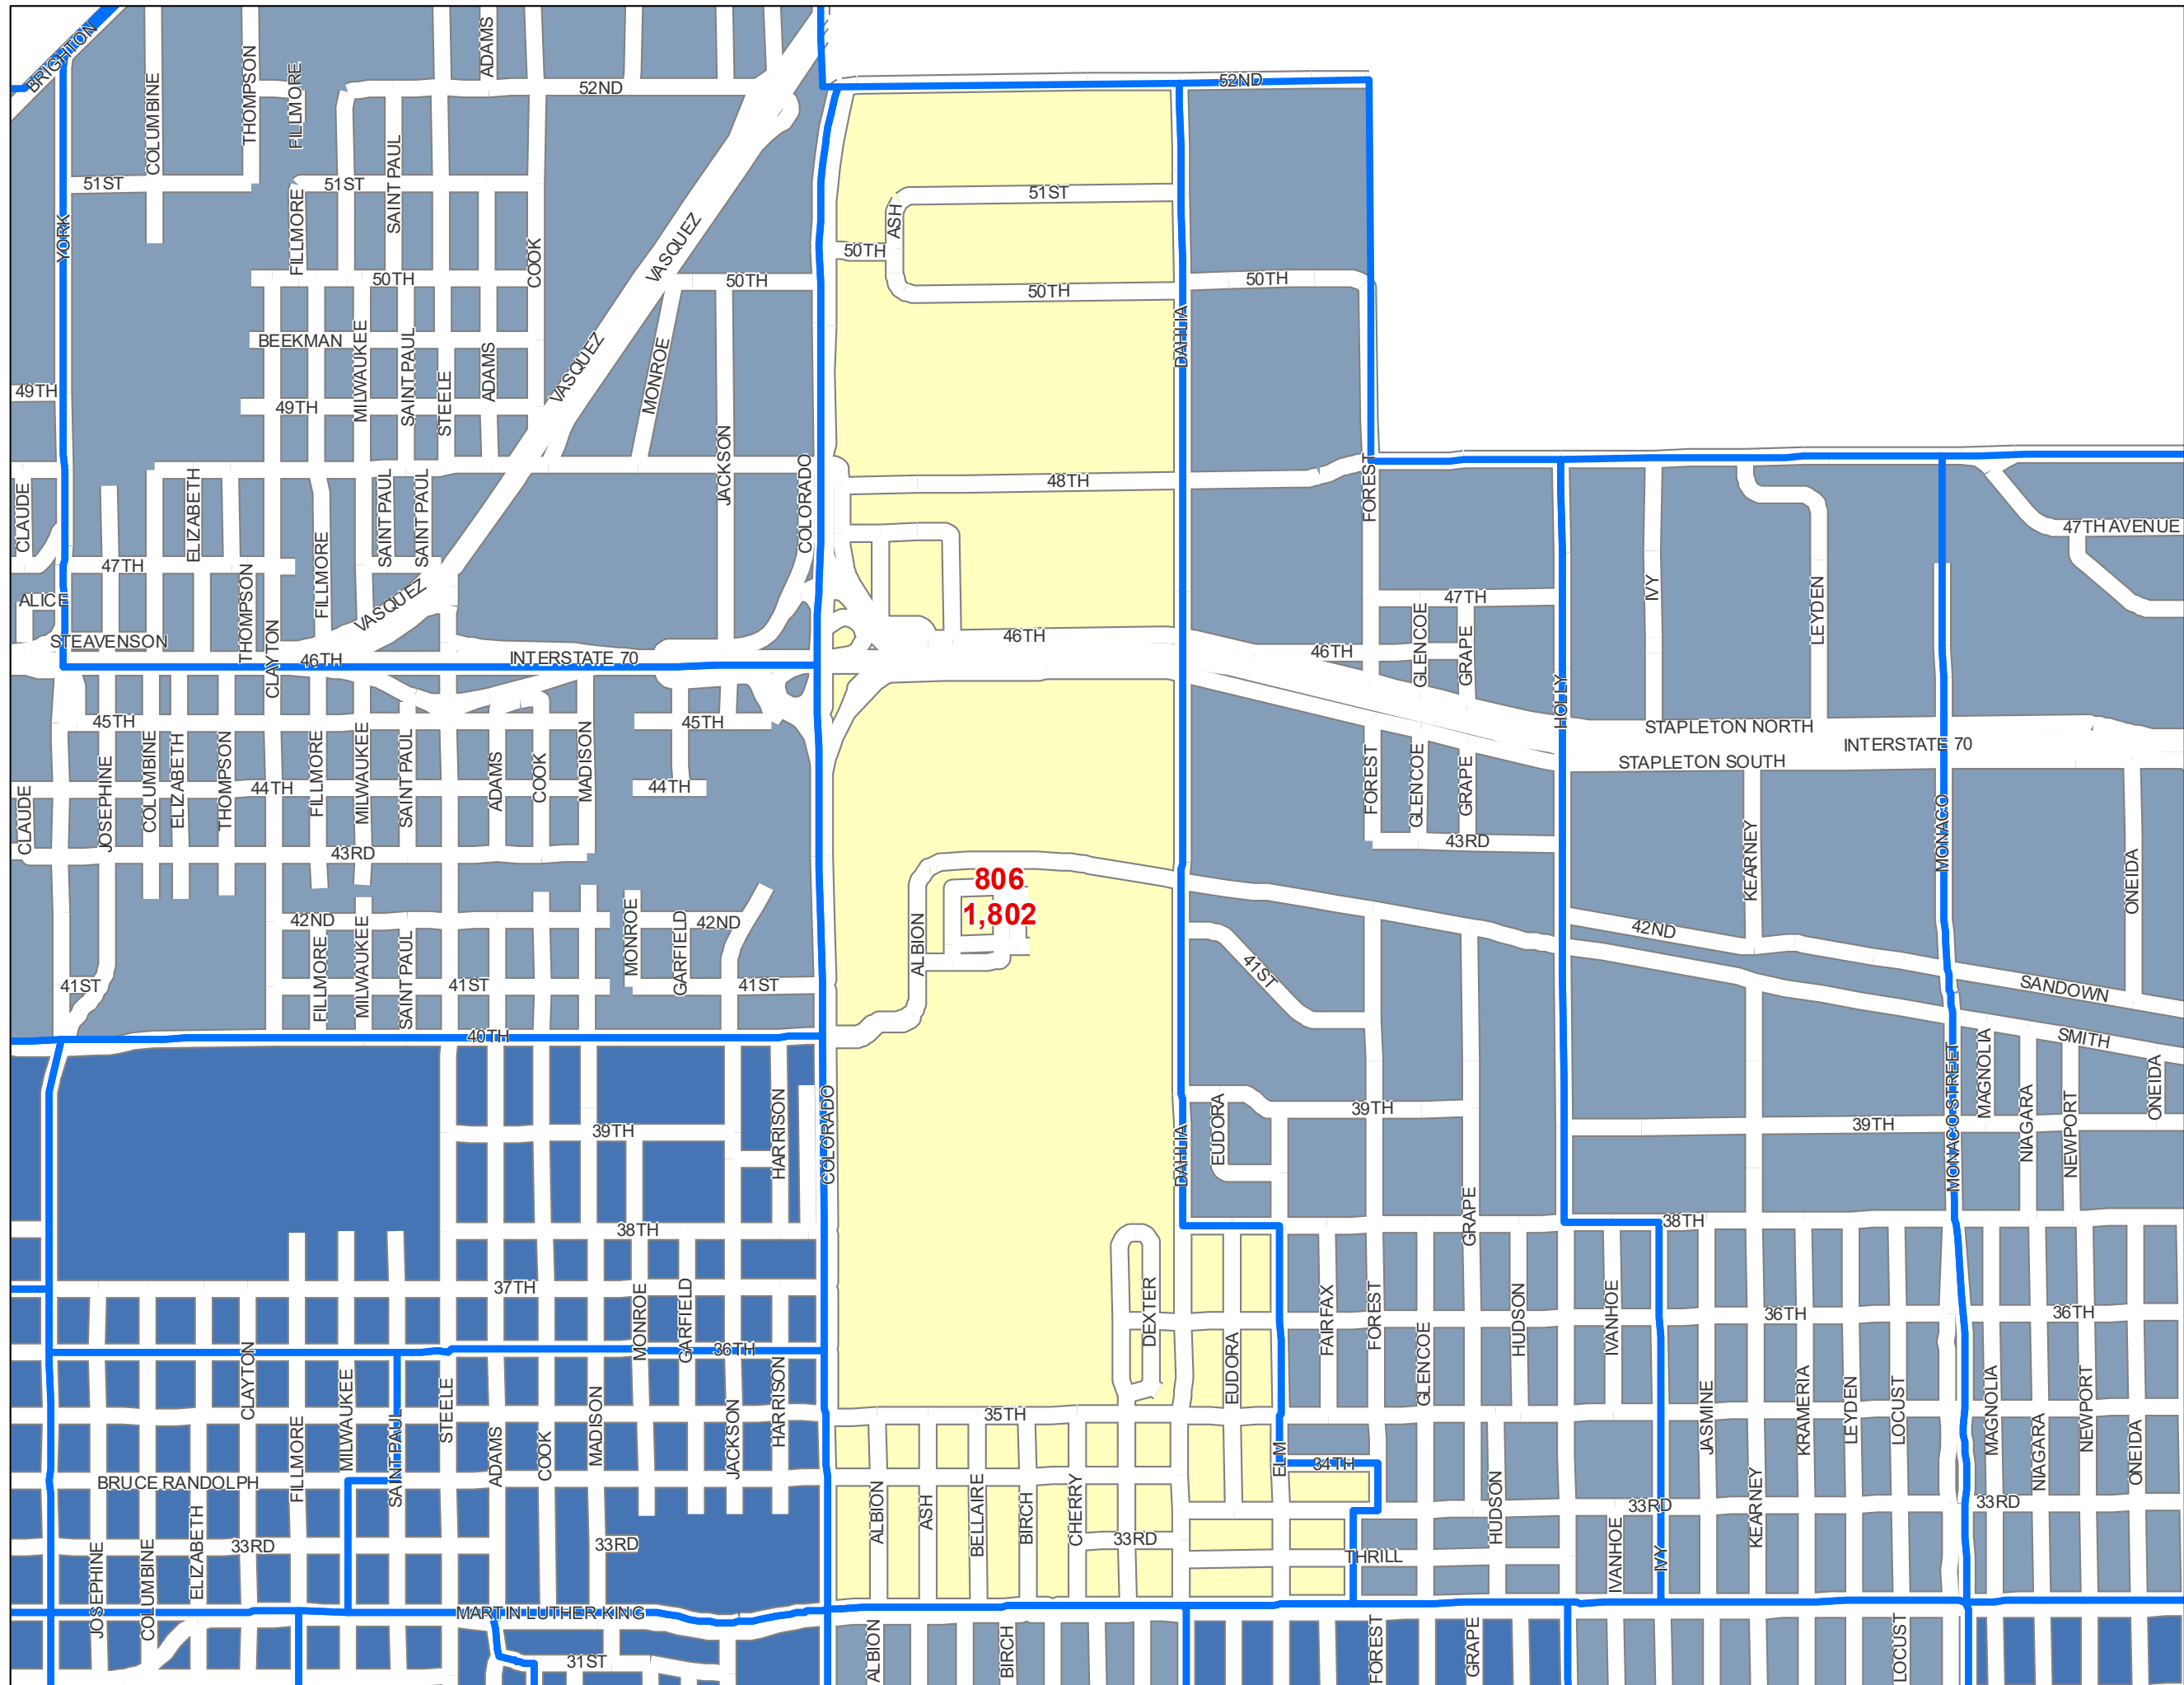 BRIGHTON
COLUMBINE
THOMPSON
FILLMORE
ADAMS
52ND
52ND
51ST
51ST
SAINT PAUL
51ST
YORK
FILLMORE
COOK
VASQUEZ
ASH
50TH
50TH
50TH
50TH
50TH
BEEKMAN
MILWAUKEE
SAINT PAUL
STEELE
ADAMS
VASQUEZ
MONROE
DAHLIA
49TH
49TH
CLAUDE
ELIZABETH
SAINT PAUL
SAINT PAUL
JACKSON
COLORADO
48TH
FOREST
47TH AVENUE
47TH
FILLMORE
THOMPSON
ALICE
VASQUEZ
47TH
IVY
LEYDEN
GLENCOE
GRAPE
STEAVENSON
CLAYTON
46TH
INTERSTATE 70
46TH
46TH
HOLLY
STAPLETON NORTH
INTERSTATE 70
STAPLETON SOUTH
45TH
45TH
CLAUDE
JOSEPHINE
COLUMBINE
ELIZABETH
THOMPSON
44TH
FILLMORE
MILWAUKEE
SAINT PAUL
ADAMS
COOK
MADISON
44TH
FOREST
GLENCOE
GRAPE
KEARNEY
MONACO
ONEIDA
43RD
43RD
806
1,802
42ND
42ND
42ND
FILLMORE
MILWAUKEE
SAINT PAUL
MONROE
GARFIELD
ALBION
41ST
41ST
41ST
41ST
SANDOWN
SMITH
40TH
39TH
HARRISON
COLORADO
DAHLIA
EUDORA
39TH
GRAPE
39TH
MONACO STREET
MAGNOLIA
NIAGARA
NEWPORT
ONEIDA
38TH
38TH
37TH
MONROE
GARFIELD
DEXTER
EUDORA
FAIRFAX
FOREST
GLENCOE
HUDSON
IVANHOE
36TH
36TH
36TH
CLAYTON
FILLMORE
MILWAUKEE
SAINT PAUL
STEELE
ADAMS
COOK
MADISON
JACKSON
HARRISON
35TH
JASMINE
KEARNEY
KRAMERIA
LEYDEN
LOCUST
MAGNOLIA
NIAGARA
NEWPORT
ONEIDA
BRUCE RANDOLPH
ELM
34TH
ALBION
ASH
BELLAIRE
BIRCH
CHERRY
33RD
HUDSON
33RD
IVANHOE
IVY
33RD
JOSEPHINE
COLUMBINE
ELIZABETH
33RD
33RD
THRILL
MARTIN LUTHER KING
31ST
ALBION
BIRCH
FOREST
GRAPE
LOCUST